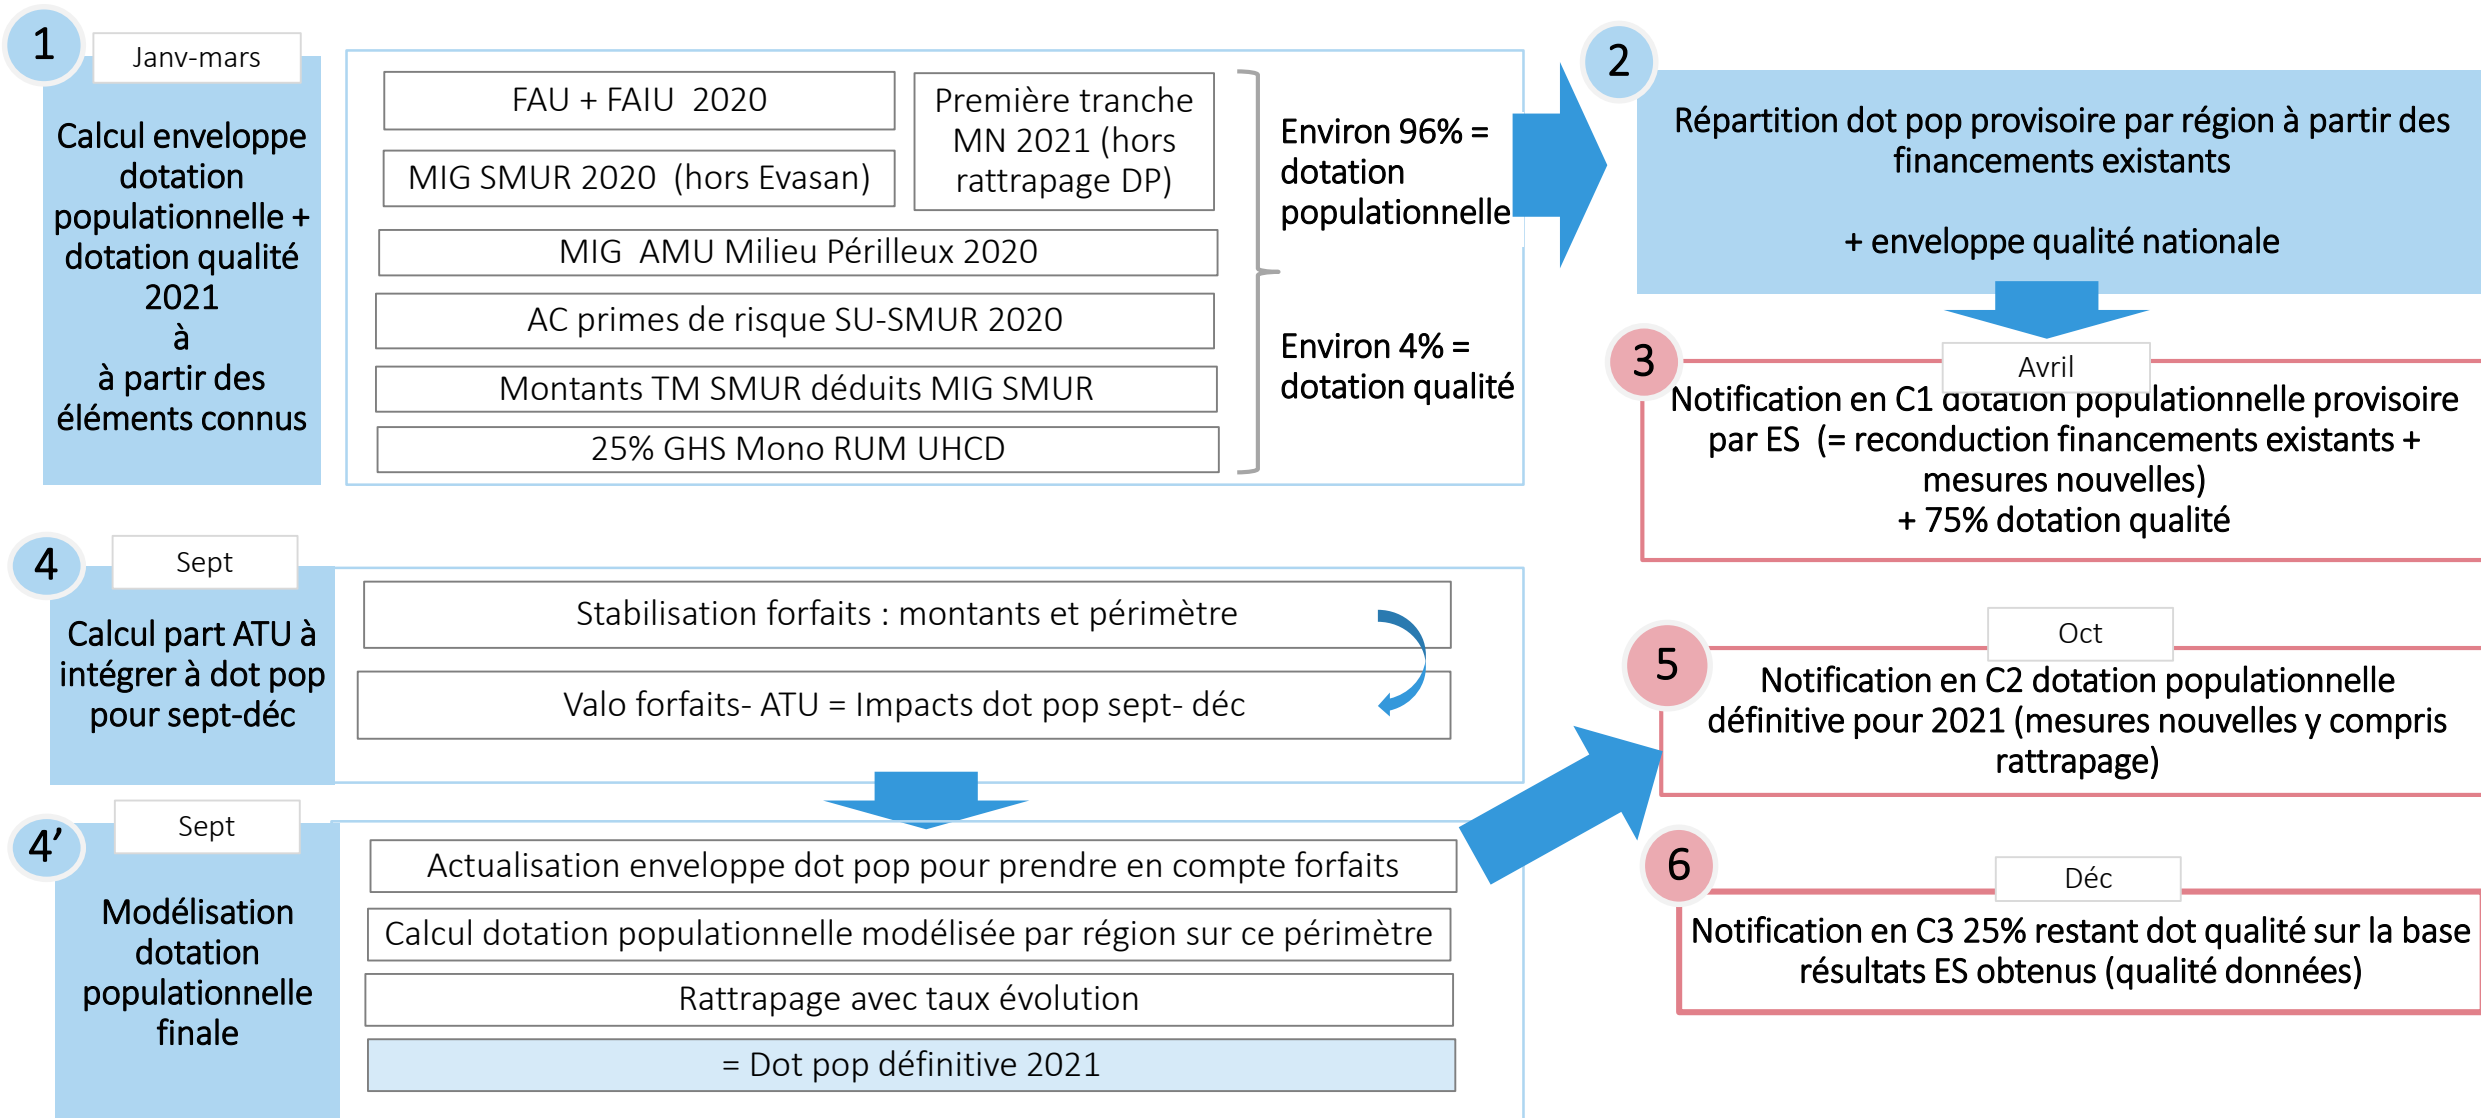 1
Janv-mars
Calcul enveloppe
dotation
populationnelle +
dotation qualité
2021
à
à partir des
éléments connus
FAU + FAIU 2020
MIG SMUR 2020 (hors Evasan)
Première tranche
MN 2021 (hors
rattrapage DP)
MIG AMU Milieu Périlleux 2020
AC primes de risque SU-SMUR 2020
Montants TM SMUR déduits MIG SMUR
25% GHS Mono RUM UHCD
Environ 96% =
dotation
populationnelle
Environ 4% =
dotation qualité
2
Répartition dot pop provisoire par région à partir des
financements existants
+ enveloppe qualité nationale
3
Avril
Notification en C1 dotation populationnelle provisoire
par ES (= reconduction financements existants +
mesures nouvelles)
+ 75% dotation qualité
4
Sept
Calcul part ATU à
intégrer à dot pop
pour sept-déc
Stabilisation forfaits : montants et périmètre
Valo forfaits- ATU = Impacts dot pop sept- déc
4’
Sept
Modélisation
dotation
populationnelle
finale
Actualisation enveloppe dot pop pour prendre en compte forfaits
Calcul dotation populationnelle modélisée par région sur ce périmètre
Rattrapage avec taux évolution
= Dot pop définitive 2021
5
Oct
Notification en C2 dotation populationnelle
définitive pour 2021 (mesures nouvelles y compris
rattrapage)
6
Déc
Notification en C3 25% restant dot qualité sur la base
résultats ES obtenus (qualité données)